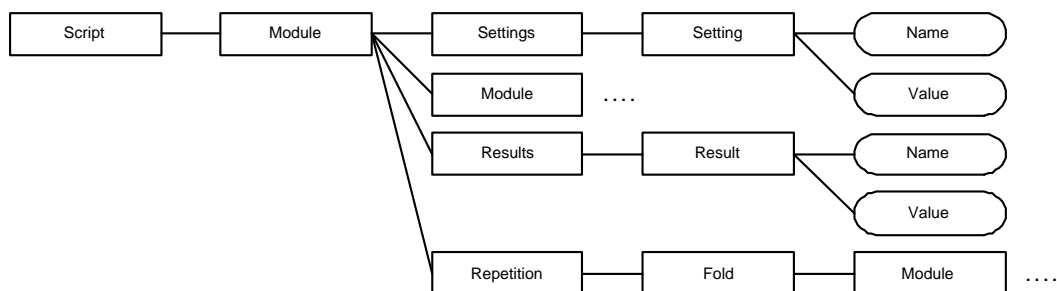 Script Module Settings Setting Name
Module .... Value
Results Result Name
Value
Repetition Fold Module ....